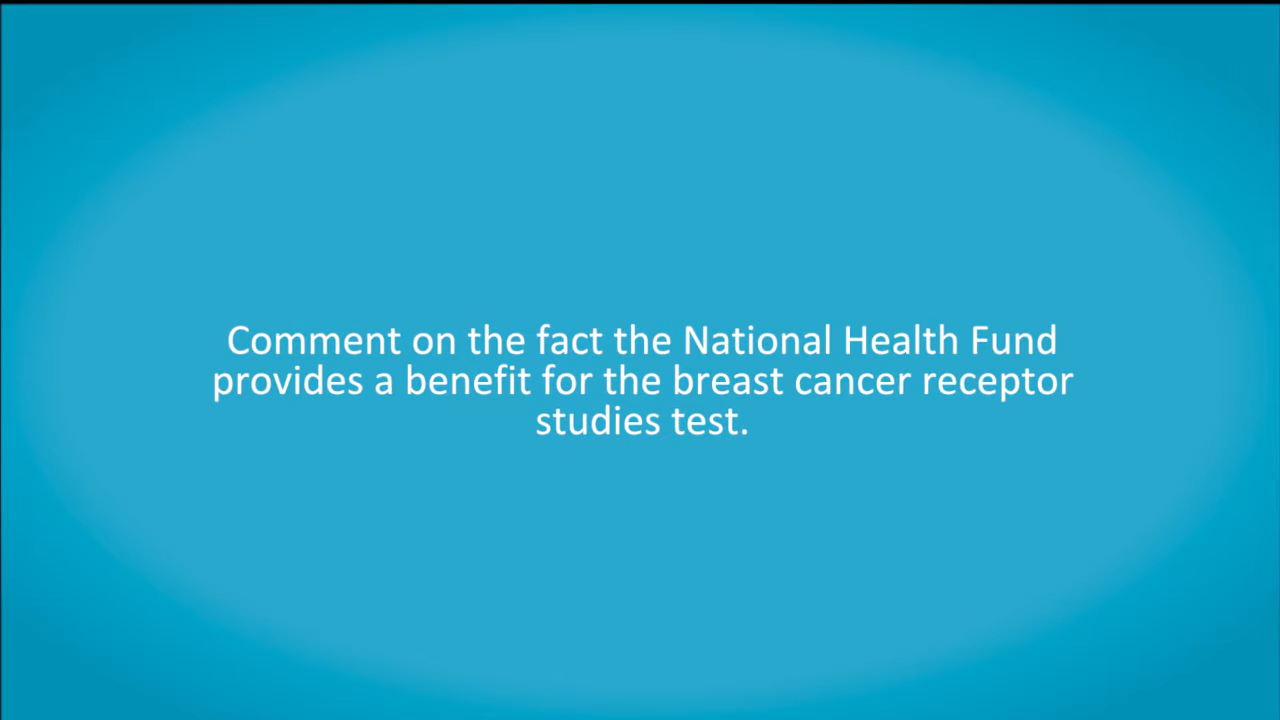 Comment on the fact the National Health Fund
provides a benefit for the breast cancer receptor
studies test.